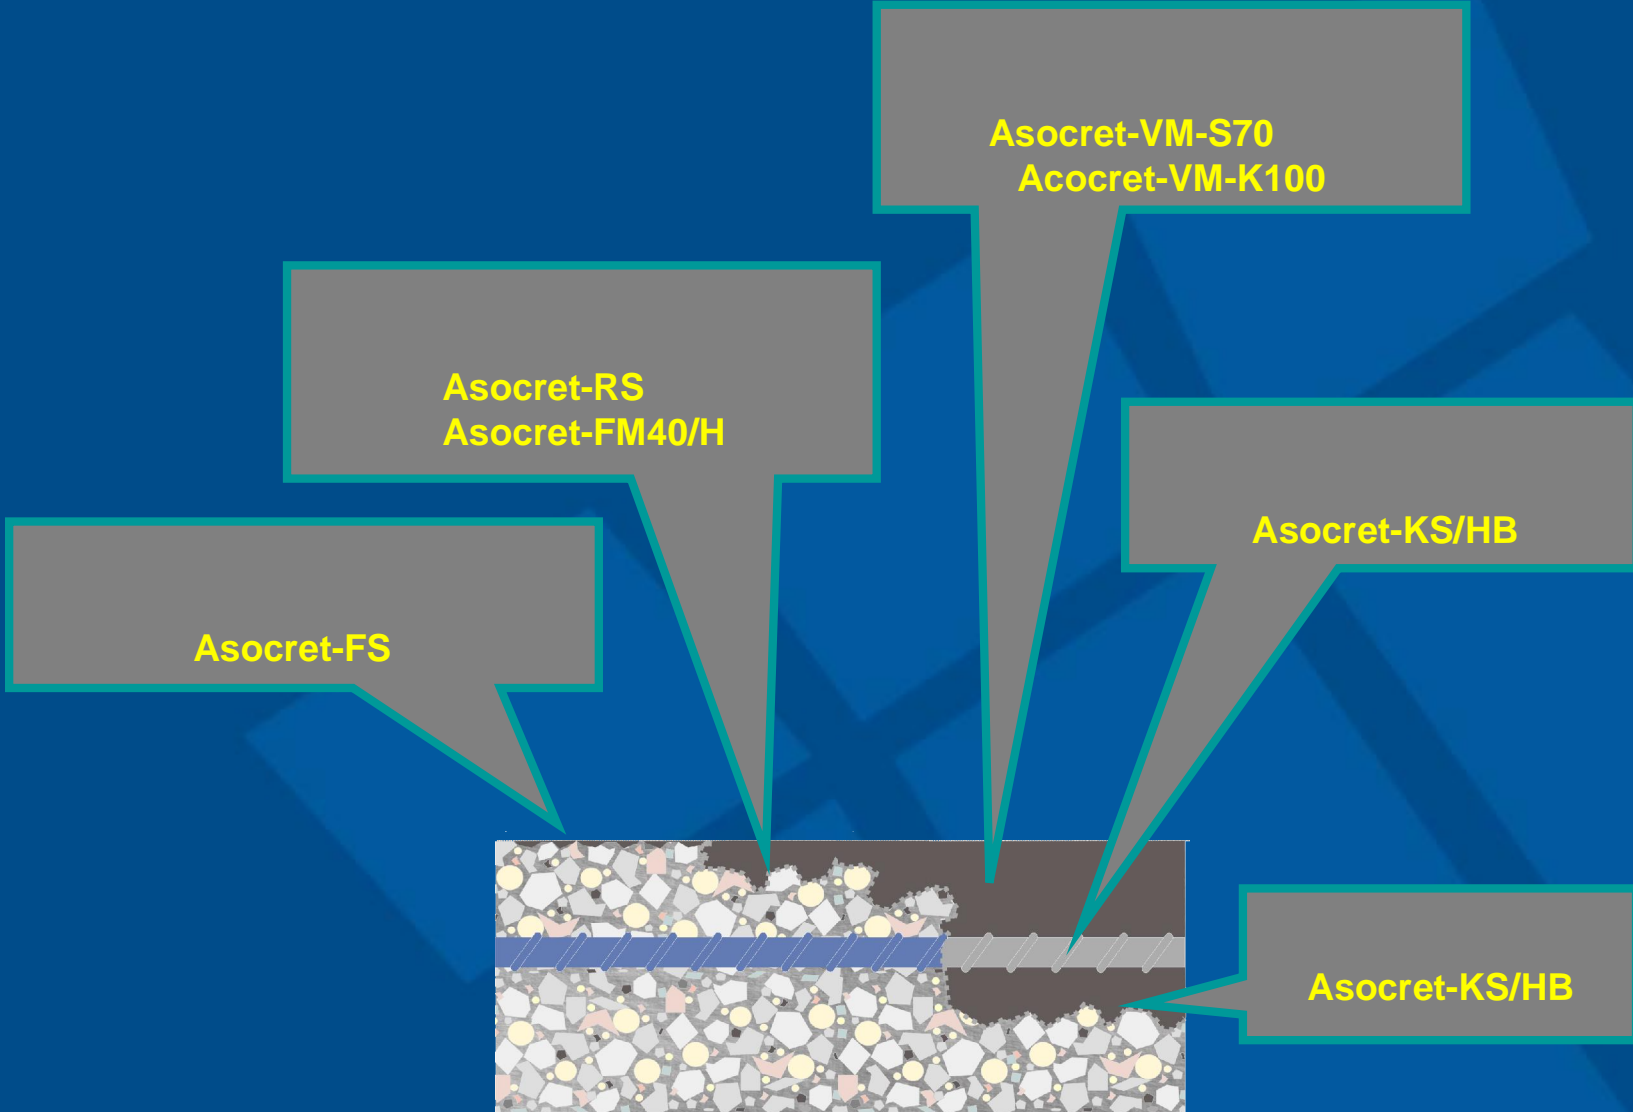 Asocret-VM-S70
Acocret-VM-K100
Asocret-RS
Asocret-FM40/H
Asocret-KS/HB
Asocret-FS
Asocret-KS/HB